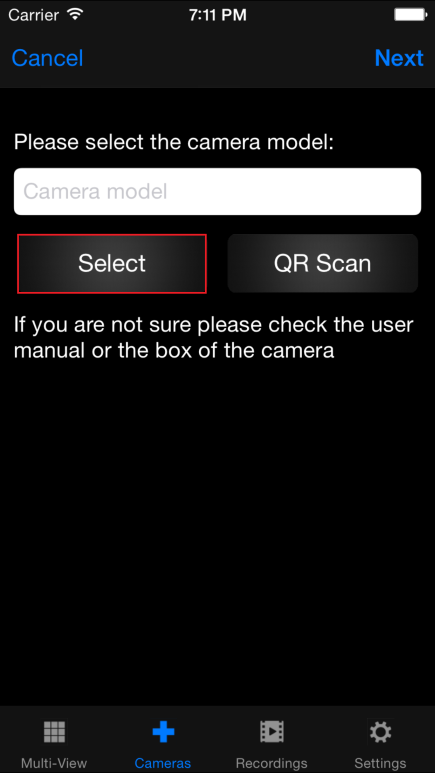 Carrier 7:11 PM
Cancel Next
Please select the camera model:
Camera model
Select QR Scan
If you are not sure please check the user
manual or the box of the camera
Multi-View Cameras Recordings Settings